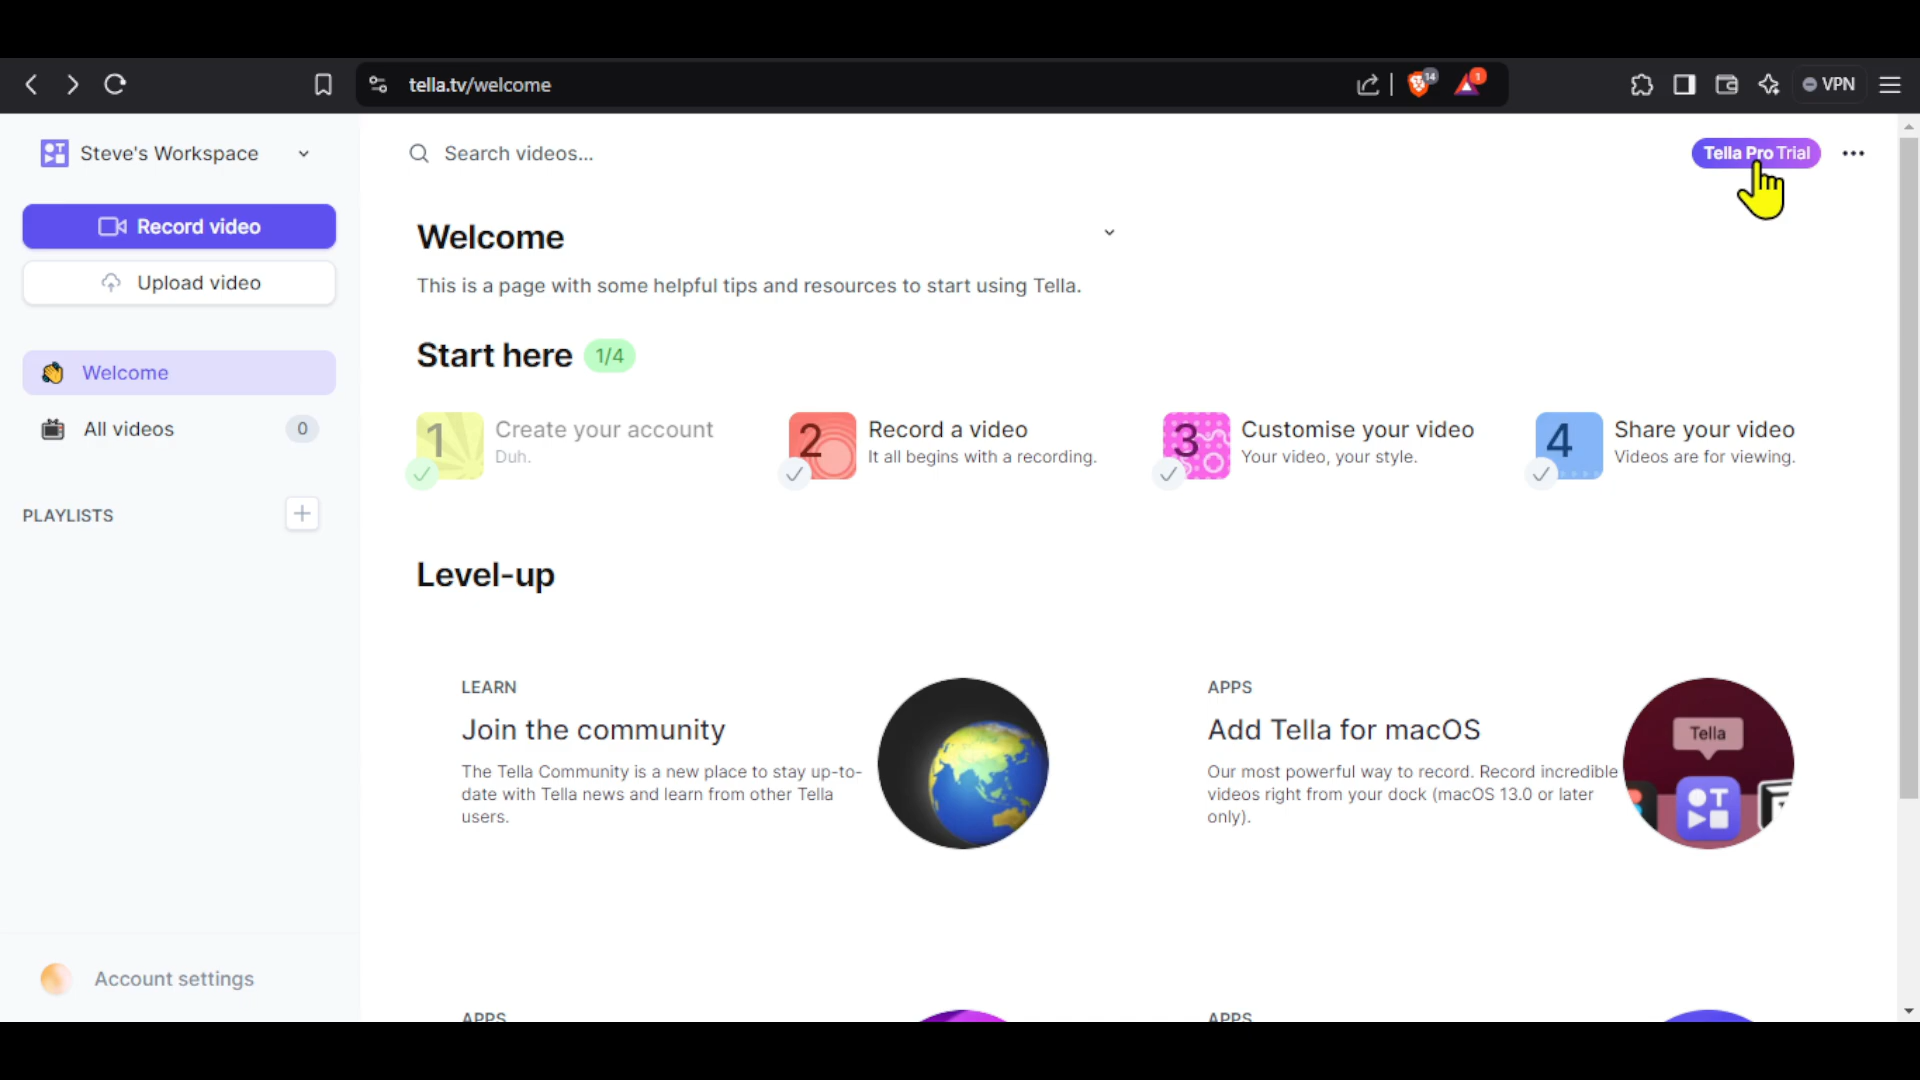 tella.tv/welcome
14
1
VPN
Steve's Workspace
Search videos...
Tella Pro Trial
Record video
Upload video
Welcome
This is a page with some helpful tips and resources to start using Tella.
Start here 1/4
Welcome
All videos 0
1 Create your account
Duh.
2 Record a video
It all begins with a recording.
3 Customise your video
Your video, your style.
4 Share your video
Videos are for viewing.
PLAYLISTS
Level-up
LEARN
Join the community
The Tella Community is a new place to stay up-to-
date with Tella news and learn from other Tella
users.
APPS
Add Tella for macOS
Our most powerful way to record. Record incredible
videos right from your dock (macOS 13.0 or later
only).
Tella
Account settings
APPS
APPS